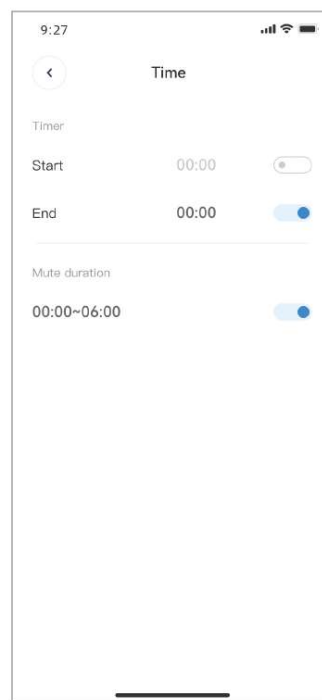 9:27
Time
Timer
Start 00:00
End 00:00
Mute duration
00:00~06:00